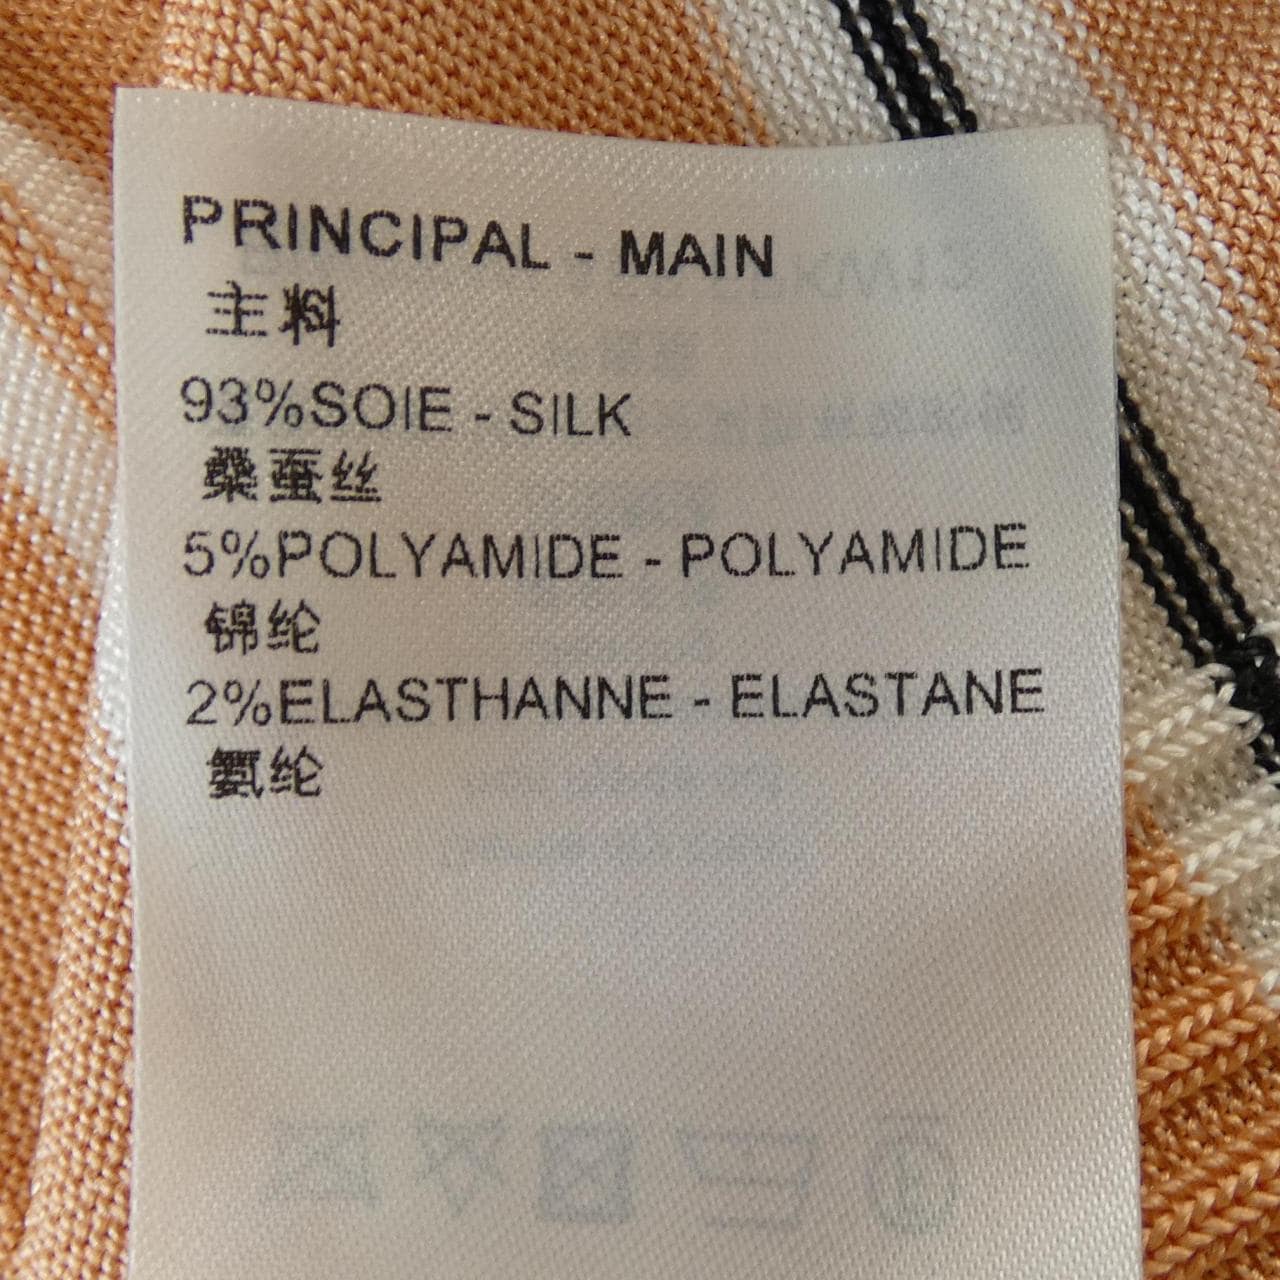 PRINCIPAL - MAIN
主料
93%SOIE - SILK
桑蚕丝
5%POLYAMIDE - POLYAMIDE
锦纶
2%ELASTHANNE - ELASTANE
氨纶